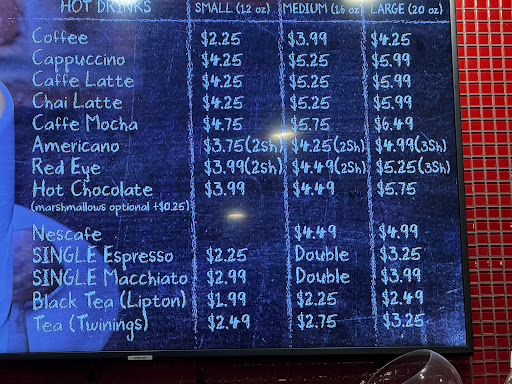 HOT DRINKS SMALL (12 oz) MEDIUM (16 oz) LARGE (20 oz)
Coffee $2.25 $3.99 $4.25
Cappuccino $4.25 $5.25 $5.99
Caffe Latte $4.25 $5.25 $5.99
Chai Latte $4.25 $5.25 $5.99
Caffe Mocha $4.75 $5.75 $6.49
Americano $3.75(2Sh) $4.25(2Sh) $4.99(3Sh)
Red Eye $3.99(2Sh) $4.49(2Sh) $5.25(3Sh)
Hot Chocolate $3.99 $4.49 $5.75
(marshmallows optional +$0.25)
Nescafe $4.49 $4.99
SINGLE Espresso $2.25 Double $3.25
SINGLE Macchiato $2.99 Double $3.99
Black Tea (Lipton) $1.99 $2.25 $2.49
Tea (Twinings) $2.49 $2.75 $3.25